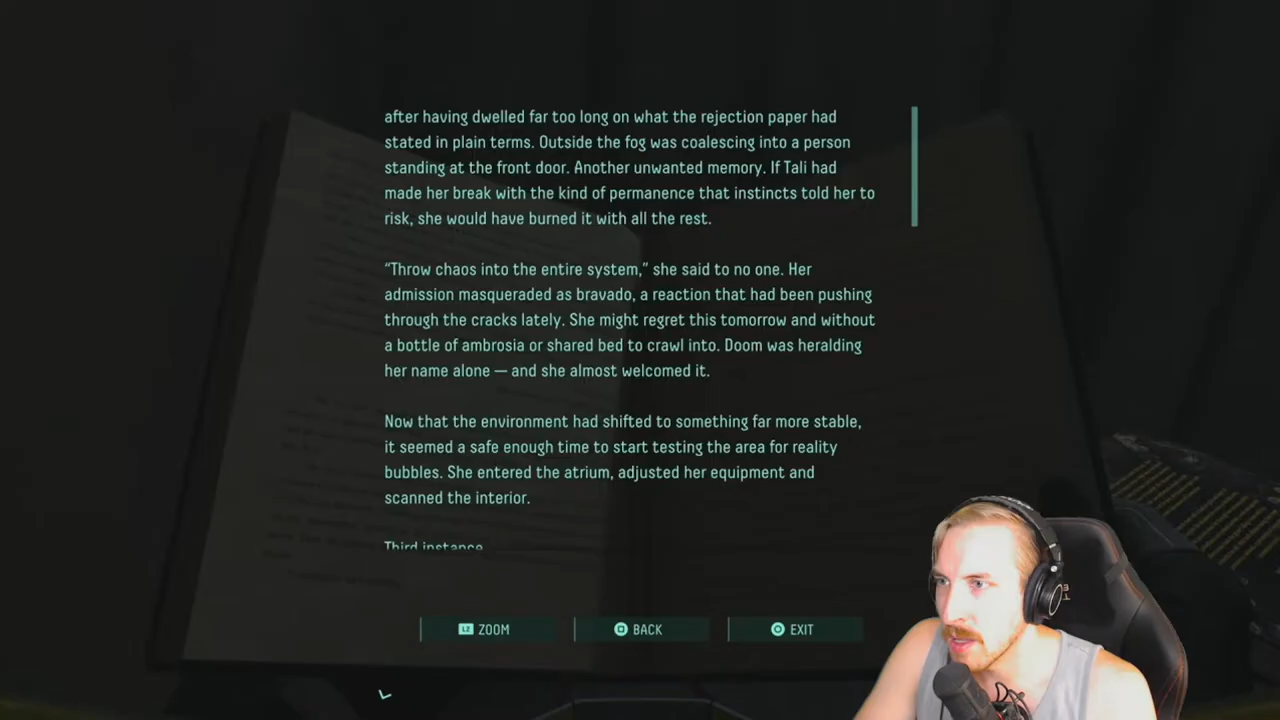 after having dwelled far too long on what the rejection paper had
stated in plain terms. Outside the fog was coalescing into a person
standing at the front door. Another unwanted memory. If Tali had
made her break with the kind of permanence that instincts told her to
risk, she would have burned it with all the rest.
“Throw chaos into the entire system,” she said to no one. Her
admission masqueraded as bravado, a reaction that had been pushing
through the cracks lately. She might regret this tomorrow and without
a bottle of ambrosia or shared bed to crawl into. Doom was heralding
her name alone — and she almost welcomed it.
Now that the environment had shifted to something far more stable,
it seemed a safe enough time to start testing the area for reality
bubbles. She entered the atrium, adjusted her equipment and
scanned the interior.
Third instance
L2 ZOOM
BACK
EXIT